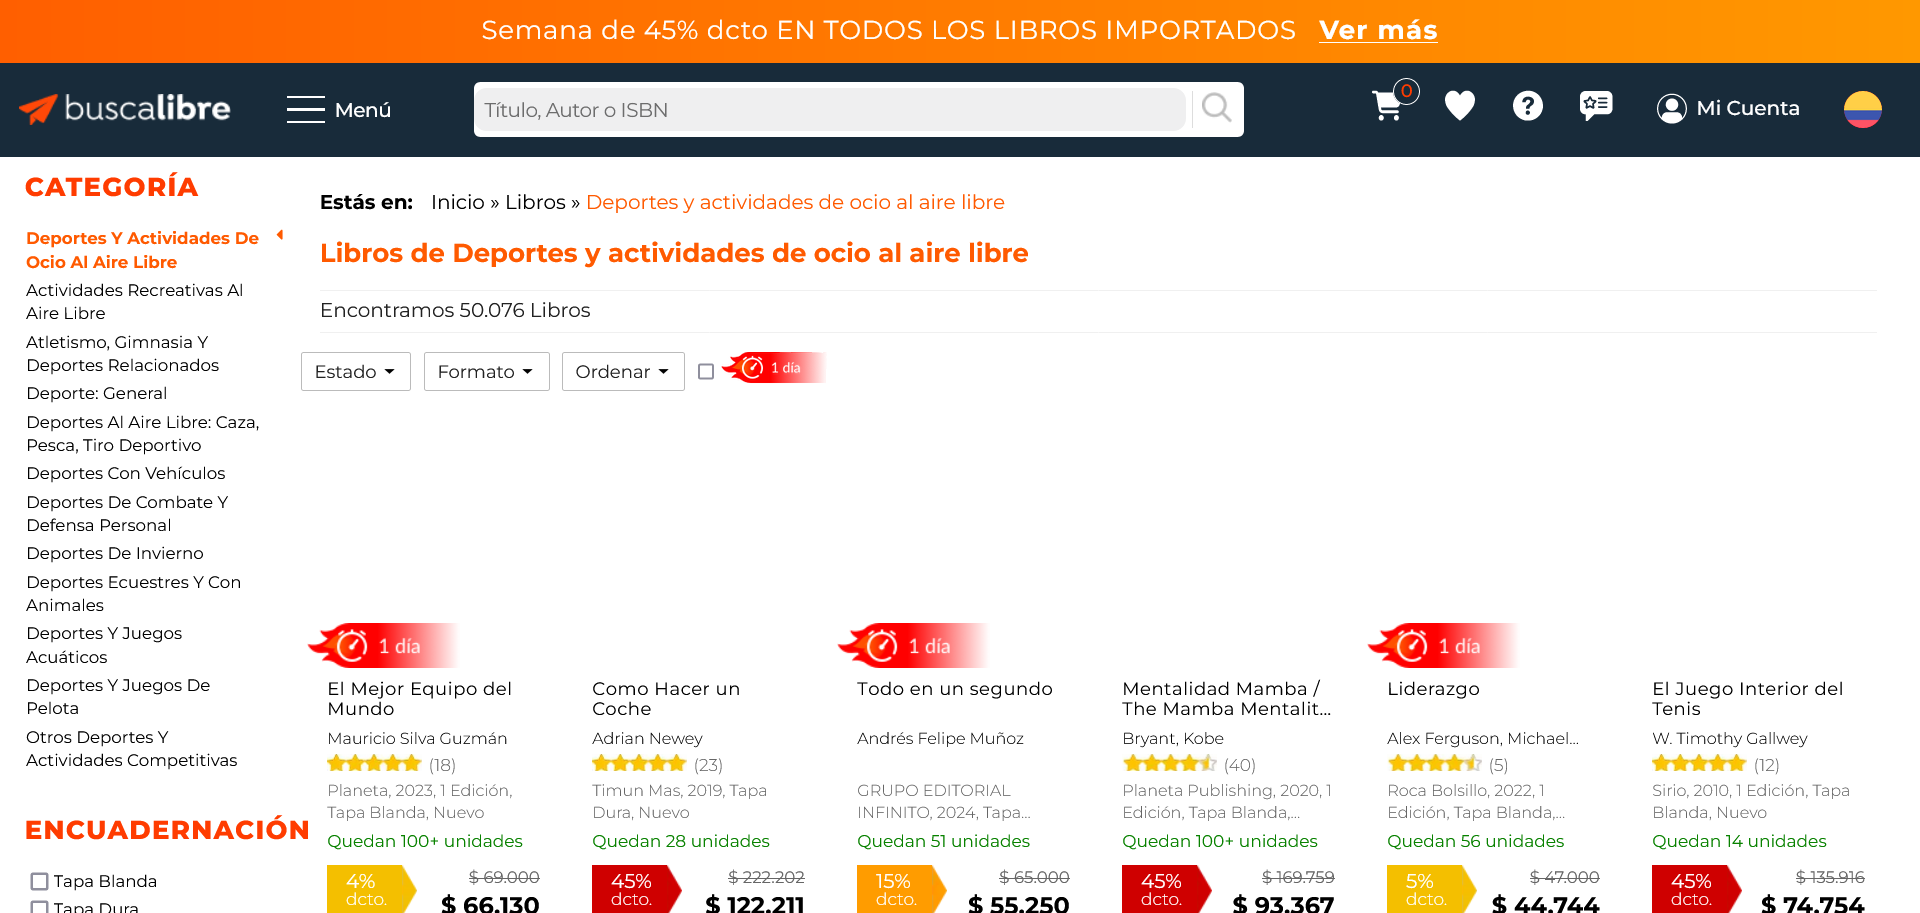 Semana de 45% dcto EN TODOS LOS LIBROS IMPORTADOS Ver más
buscalibre
Menú
Título, Autor o ISBN
0
Mi Cuenta
CATEGORÍA
Deportes Y Actividades De
Ocio Al Aire Libre
Actividades Recreativas Al
Aire Libre
Atletismo, Gimnasia Y
Deportes Relacionados
Deporte: General
Deportes Al Aire Libre: Caza,
Pesca, Tiro Deportivo
Deportes Con Vehículos
Deportes De Combate Y
Defensa Personal
Deportes De Invierno
Deportes Ecuestres Y Con
Animales
Deportes Y Juegos
Acuáticos
Deportes Y Juegos De
Pelota
Otros Deportes Y
Actividades Competitivas
ENCUADERNACIÓN
Tapa Blanda
Tapa Dura
Estás en: Inicio » Libros » Deportes y actividades de ocio al aire libre
Libros de Deportes y actividades de ocio al aire libre
Encontramos 50.076 Libros
Estado
Formato
Ordenar
1 día
1 día
El Mejor Equipo del
Mundo
Mauricio Silva Guzmán
(18)
Planeta, 2023, 1 Edición,
Tapa Blanda, Nuevo
Quedan 100+ unidades
4%
dcto.
$ 69.000
$ 66.130
Como Hacer un
Coche
Adrian Newey
(23)
Timun Mas, 2019, Tapa
Dura, Nuevo
Quedan 28 unidades
45%
dcto.
$ 222.202
$ 122.211
1 día
Todo en un segundo
Andrés Felipe Muñoz
GRUPO EDITORIAL
INFINITO, 2024, Tapa...
Quedan 51 unidades
15%
dcto.
$ 65.000
$ 55.250
Mentalidad Mamba /
The Mamba Mentalit...
Bryant, Kobe
(40)
Planeta Publishing, 2020, 1
Edición, Tapa Blanda,...
Quedan 100+ unidades
45%
dcto.
$ 169.759
$ 93.367
1 día
Liderazgo
Alex Ferguson, Michael...
(5)
Roca Bolsillo, 2022, 1
Edición, Tapa Blanda,...
Quedan 56 unidades
5%
dcto.
$ 47.000
$ 44.744
El Juego Interior del
Tenis
W. Timothy Gallwey
(12)
Sirio, 2010, 1 Edición, Tapa
Blanda, Nuevo
Quedan 14 unidades
45%
dcto.
$ 135.916
$ 74.754